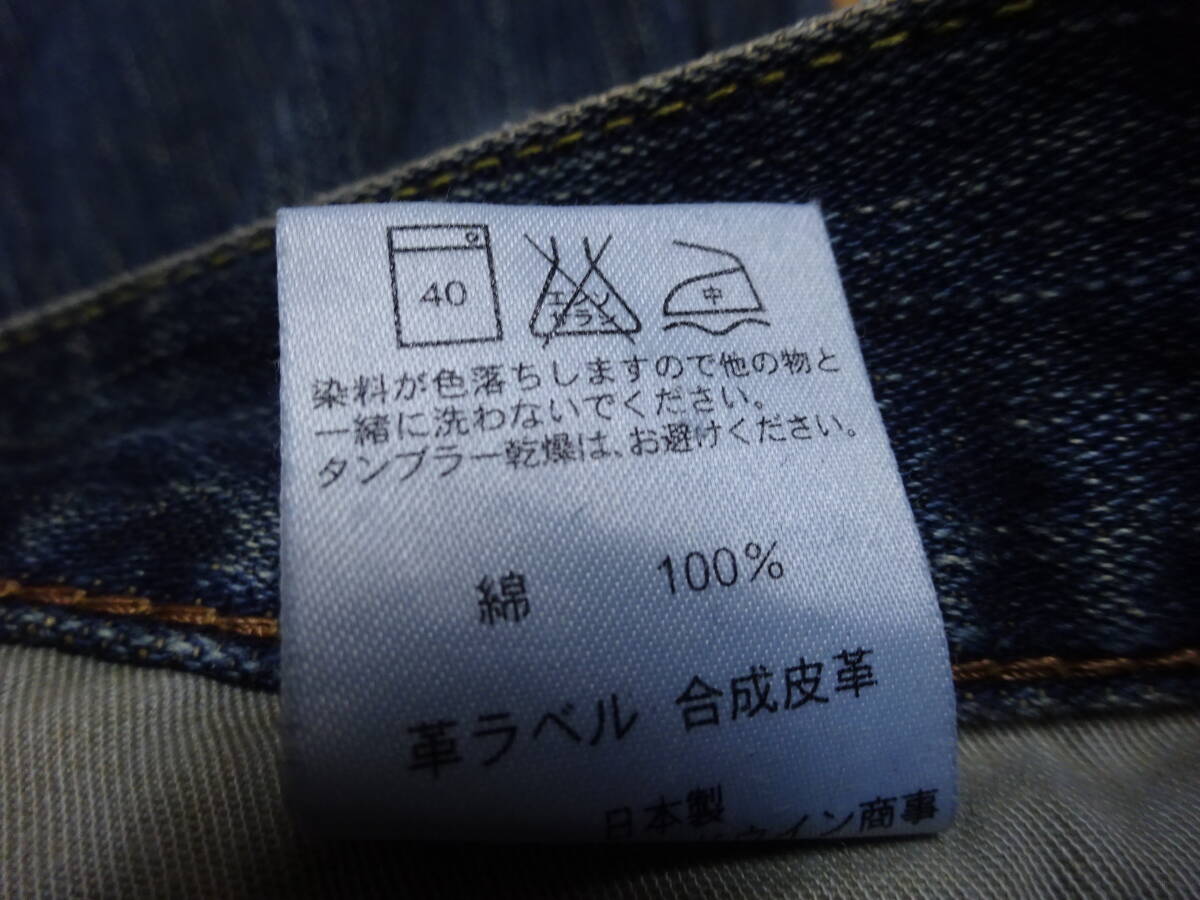 40
エンソ
サラシ
中
染料が色落ちしますので他の物と
一緒に洗わないでください。
タンブラー乾燥は、お避けください。
綿 100%
革ラベル 合成皮革
日本製
ウイン商事